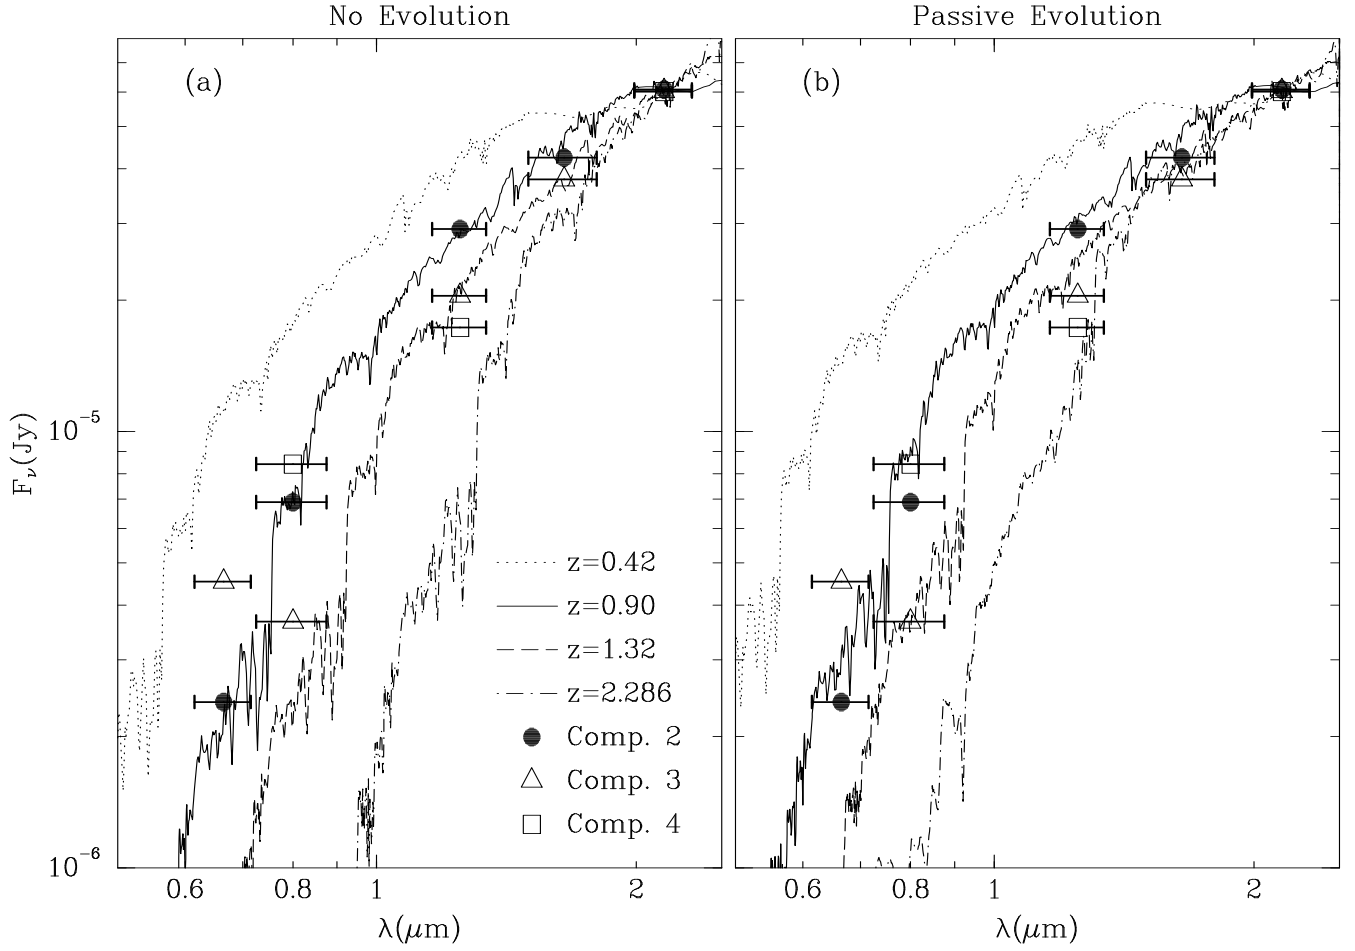 No Evolution
Passive Evolution
(a)
(b)
F_ν(Jy)
10^−5
10^−6
z=0.42
z=0.90
z=1.32
z=2.286
Comp. 2
Comp. 3
Comp. 4
0.6 0.8 1 2
0.6 0.8 1 2
λ(μm)
λ(μm)